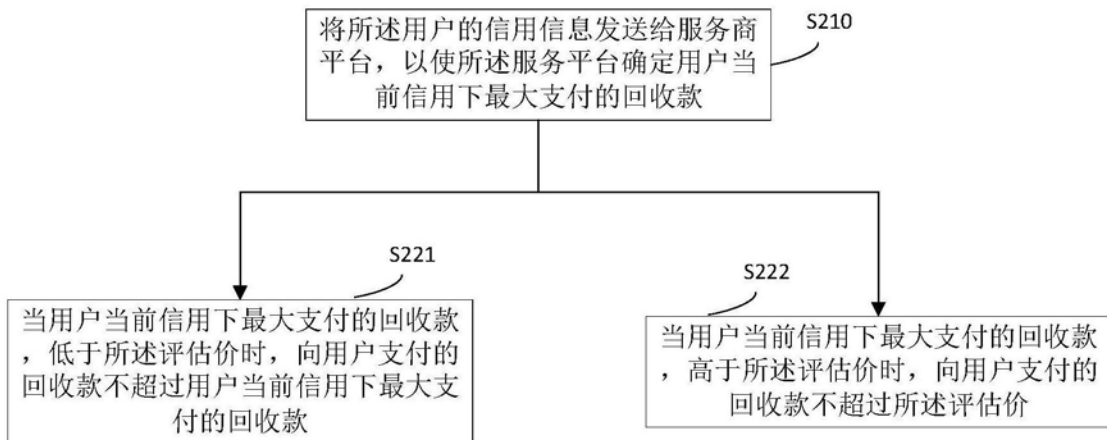 S210
将所述用户的信用信息发送给服务商
平台，以使所述服务平台确定用户当
前信用下最大支付的回收款
S221
当用户当前信用下最大支付的回收款
，低于所述评估价时，向用户支付的
回收款不超过用户当前信用下最大支
付的回收款
S222
当用户当前信用下最大支付的回收款
，高于所述评估价时，向用户支付的
回收款不超过所述评估价